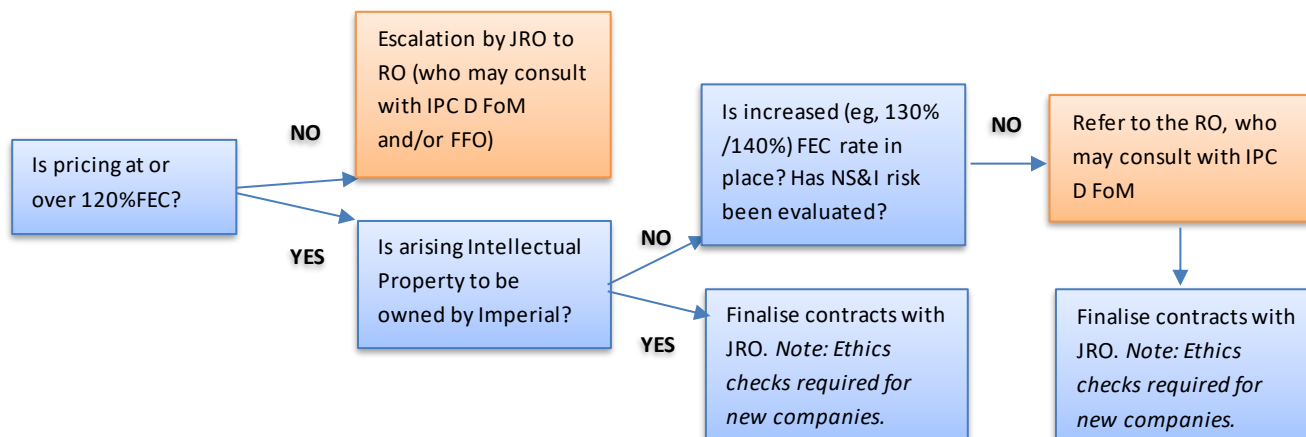 Is pricing at or
over 120%FEC?
NO
Escalation by JRO to
RO (who may consult
with IPC D FoM
and/or FFO)
YES
Is arising Intellectual
Property to be
owned by Imperial?
NO
Is increased (eg, 130%
/140%) FEC rate in
place? Has NS&I risk
been evaluated?
NO
Refer to the RO, who
may consult with IPC
D FoM
YES
Finalise contracts with
JRO. Note: Ethics
checks required for
new companies.
Finalise contracts with
JRO. Note: Ethics
checks required for
new companies.